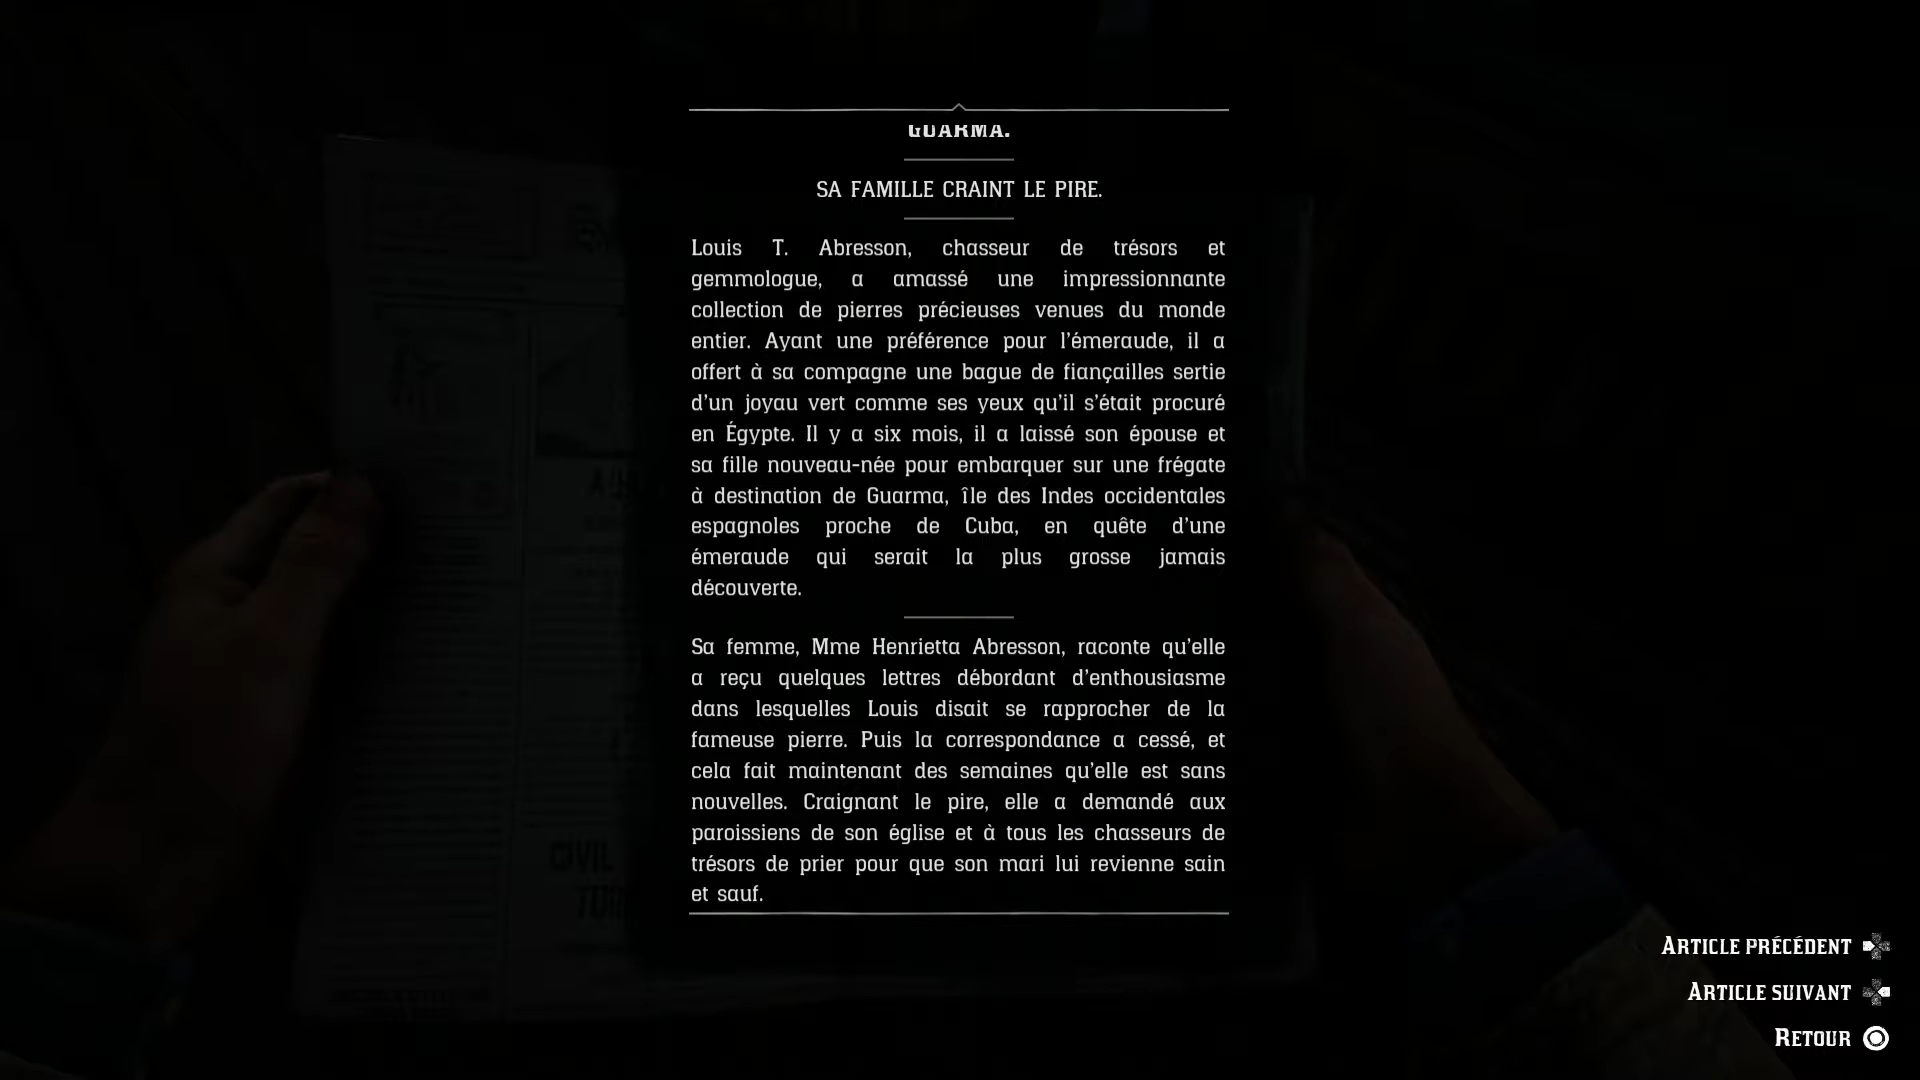 GUARMA.
SA FAMILLE CRAINT LE PIRE.
Louis T. Abresson, chasseur de trésors et
gemmologue, a amassé une impressionnante
collection de pierres précieuses venues du monde
entier. Ayant une préférence pour l'émeraude, il a
offert à sa compagne une bague de fiançailles sertie
d'un joyau vert comme ses yeux qu'il s'était procuré
en Égypte. Il y a six mois, il a laissé son épouse et
sa fille nouveau-née pour embarquer sur une frégate
à destination de Guarma, île des Indes occidentales
espagnoles proche de Cuba, en quête d'une
émeraude qui serait la plus grosse jamais
découverte.
Sa femme, Mme Henrietta Abresson, raconte qu'elle
a reçu quelques lettres débordant d'enthousiasme
dans lesquelles Louis disait se rapprocher de la
fameuse pierre. Puis la correspondance a cessé, et
cela fait maintenant des semaines qu'elle est sans
nouvelles. Craignant le pire, elle a demandé aux
paroissiens de son église et à tous les chasseurs de
trésors de prier pour que son mari lui revienne sain
et sauf.
CIVIL
ARTICLE PRÉCÉDENT
ARTICLE SUIVANT
RETOUR